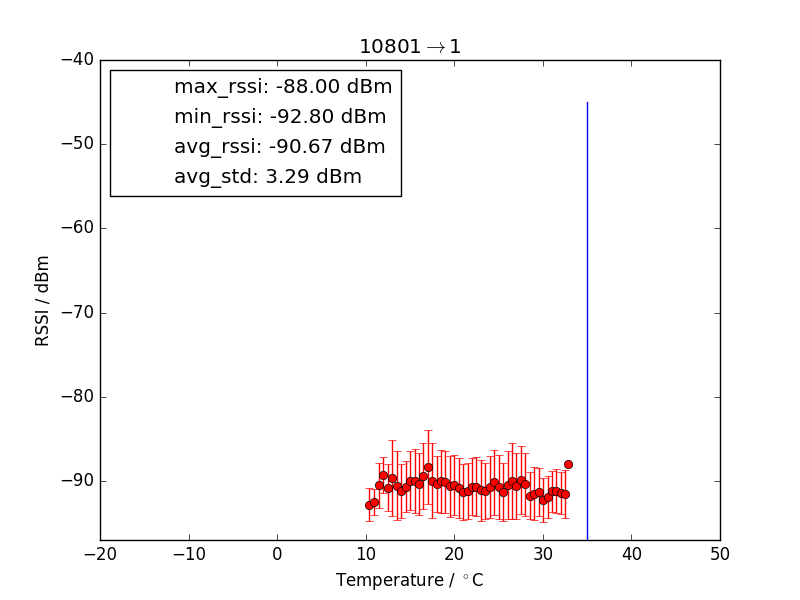 10801→1
max_rssi: -88.00 dBm
min_rssi: -92.80 dBm
avg_rssi: -90.67 dBm
avg_std: 3.29 dBm
−40
−50
−60
−70
−80
−90
RSSI / dBm
−20 −10 0 10 20 30 40 50
Temperature / °C